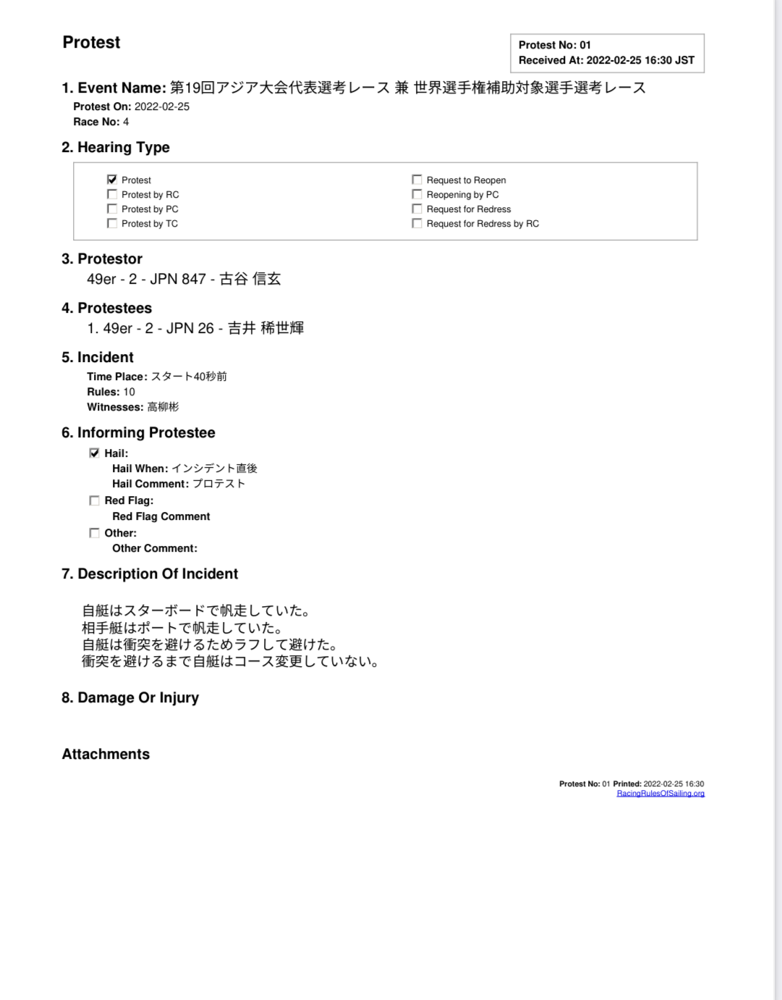 Protest
Protest No: 01
Received At: 2022-02-25 16:30 JST
1. Event Name: 第19回アジア大会代表選考レース 兼 世界選手権補助対象選手選考レース
Protest On: 2022-02-25
Race No: 4
2. Hearing Type
Protest
Protest by RC
Protest by PC
Protest by TC
Request to Reopen
Reopening by PC
Request for Redress
Request for Redress by RC
3. Protestor
49er - 2 - JPN 847 - 古谷 信玄
4. Protestees
1. 49er - 2 - JPN 26 - 吉井 稀世輝
5. Incident
Time Place: スタート40秒前
Rules: 10
Witnesses: 高柳彬
6. Informing Protestee
Hail:
Hail When: インシデント直後
Hail Comment: プロテスト
Red Flag:
Red Flag Comment
Other:
Other Comment:
7. Description Of Incident
自艇はスターボードで帆走していた。
相手艇はポートで帆走していた。
自艇は衝突を避けるためラフして避けた。
衝突を避けるまで自艇はコース変更していない。
8. Damage Or Injury
Attachments
Protest No: 01 Printed: 2022-02-25 16:30
RacingRulesOfSailing.org